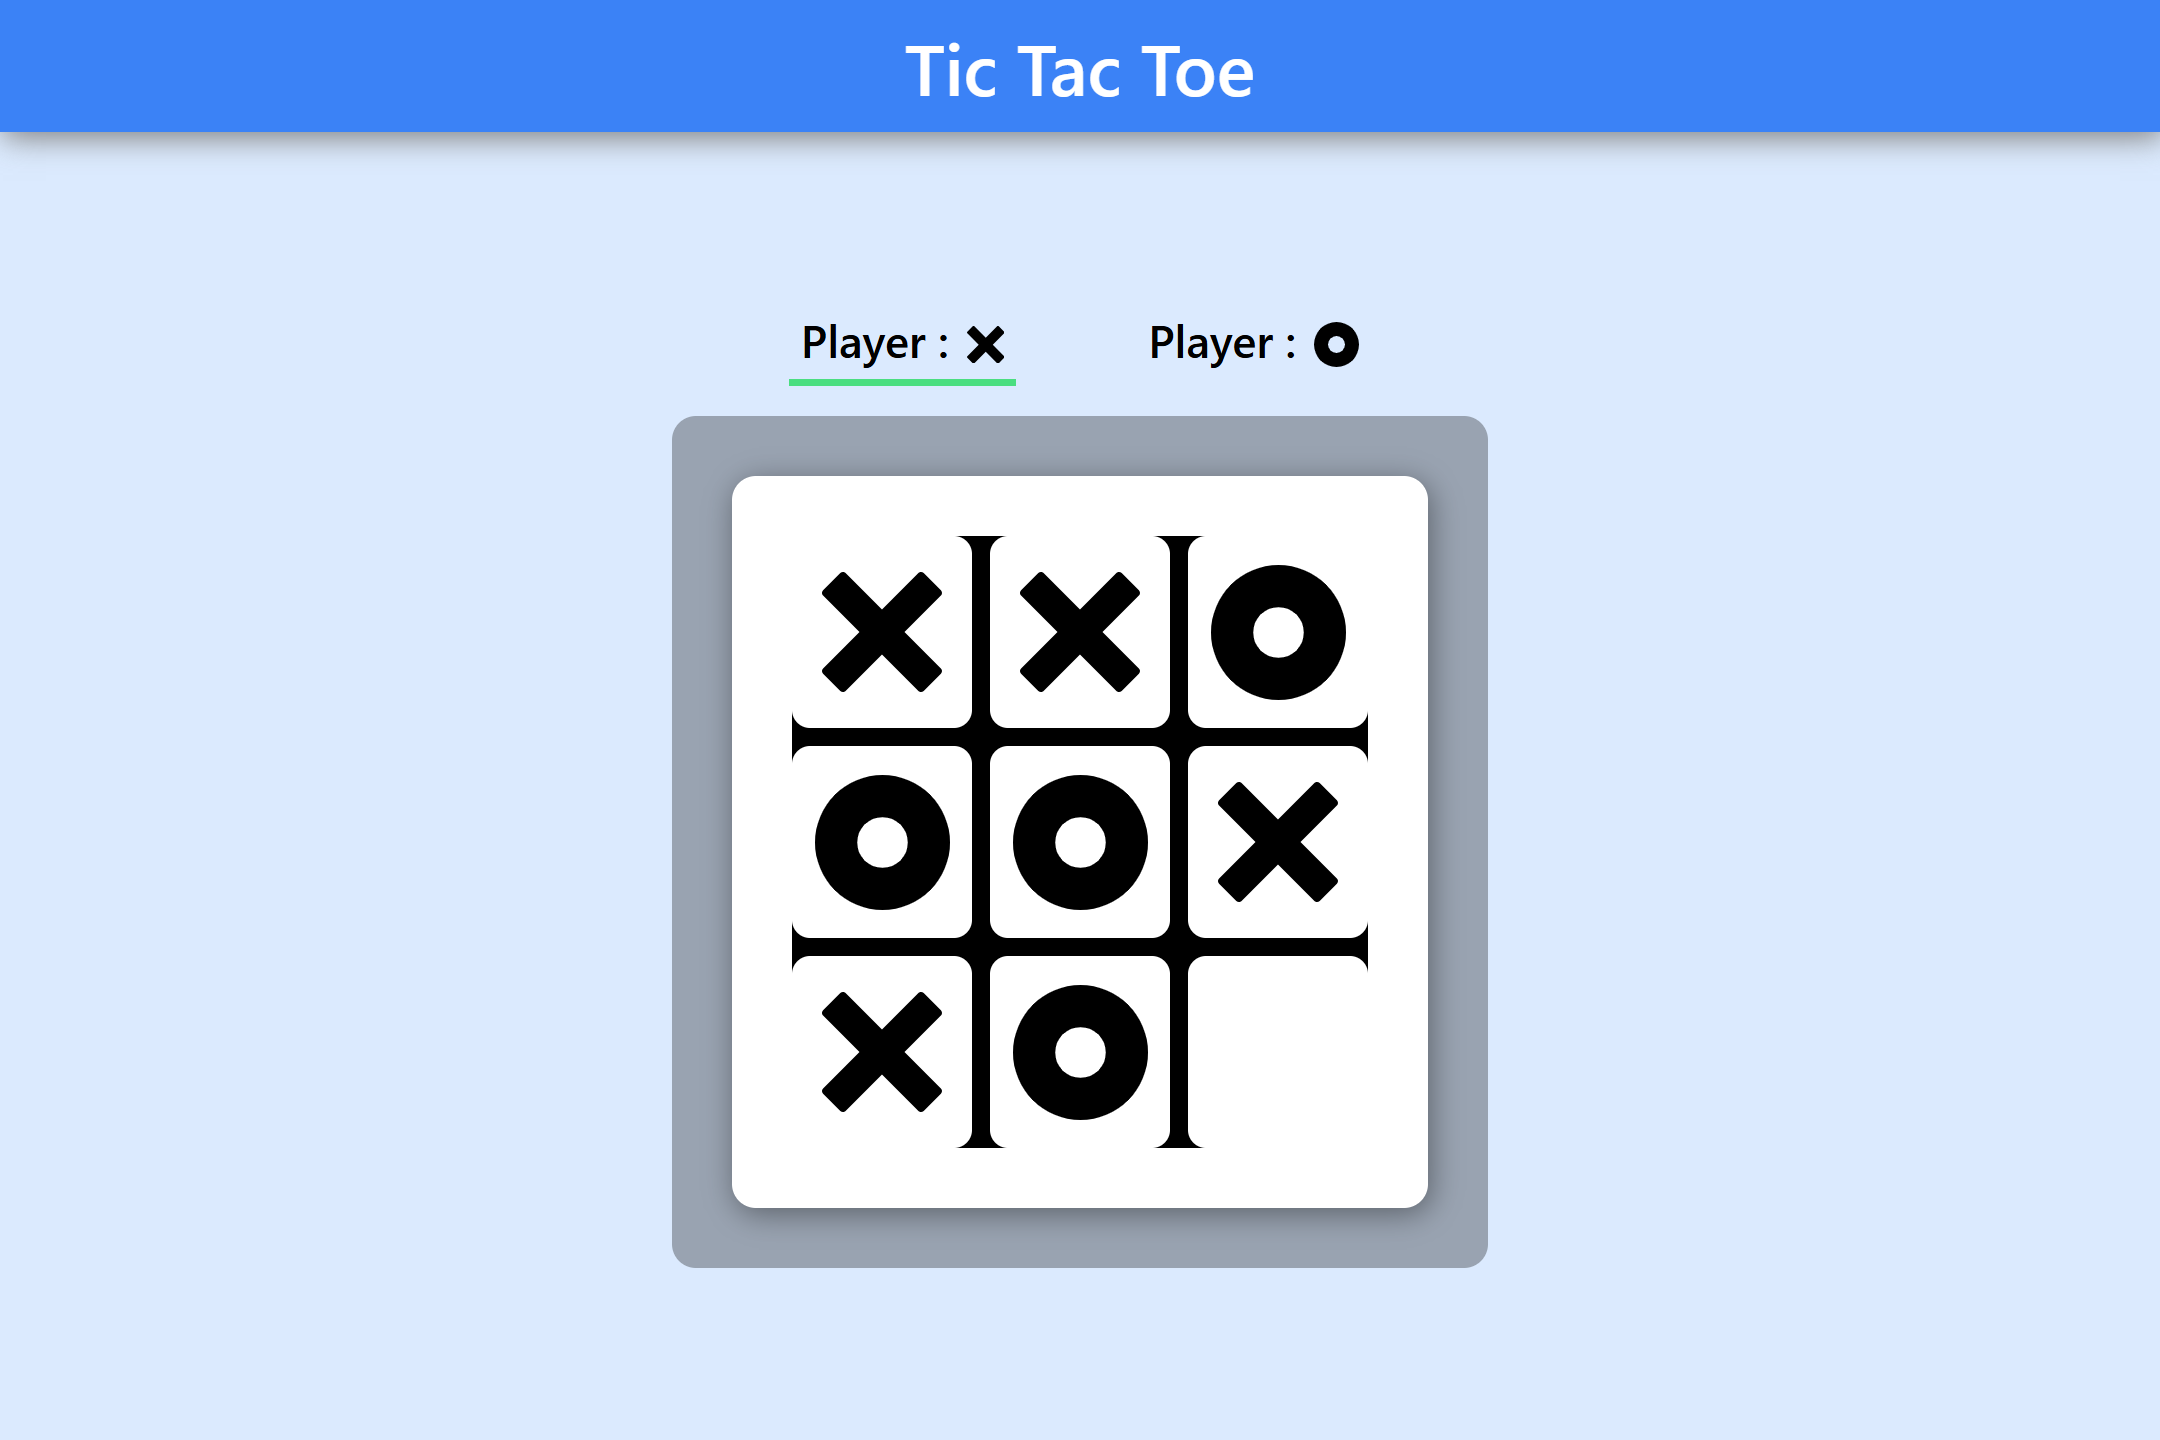 Tic Tac Toe
Player : ✖ Player : O
X X O
O O X
X O